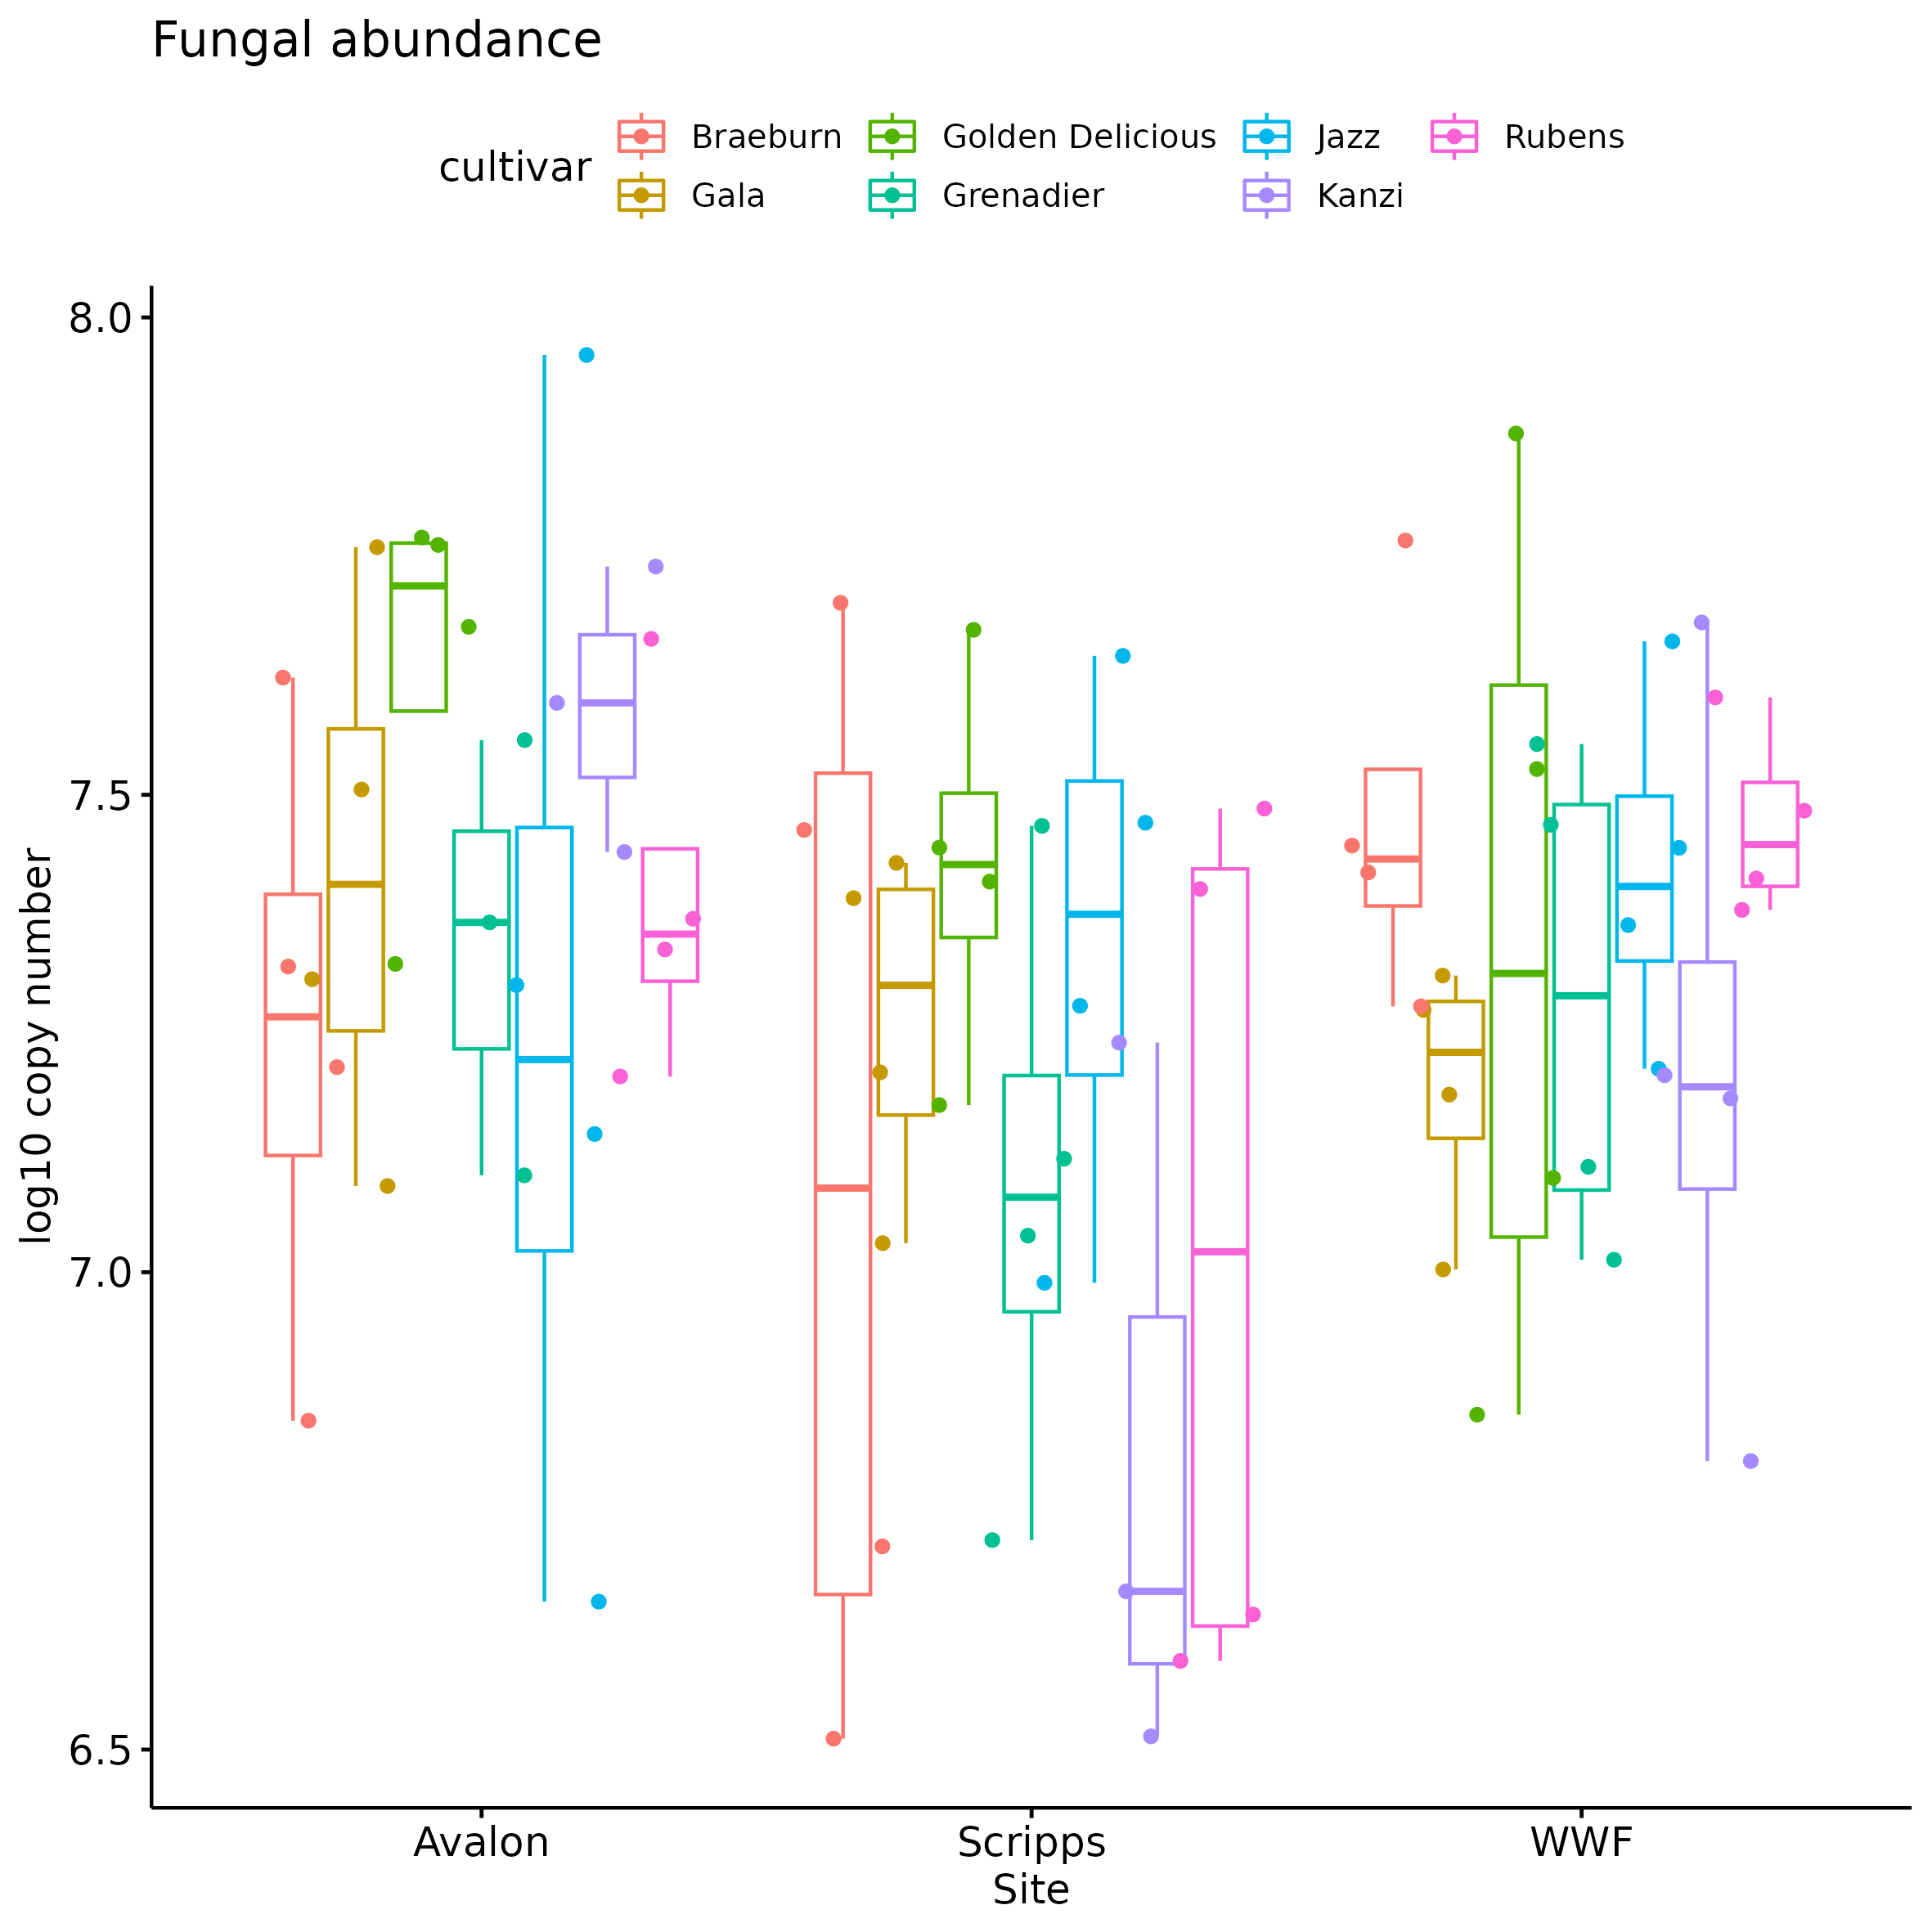 Fungal abundance
cultivar
Braeburn Golden Delicious Jazz Rubens
Gala Grenadier Kanzi
log10 copy number
8.0
7.5
7.0
6.5
Avalon Scripps WWF
Site